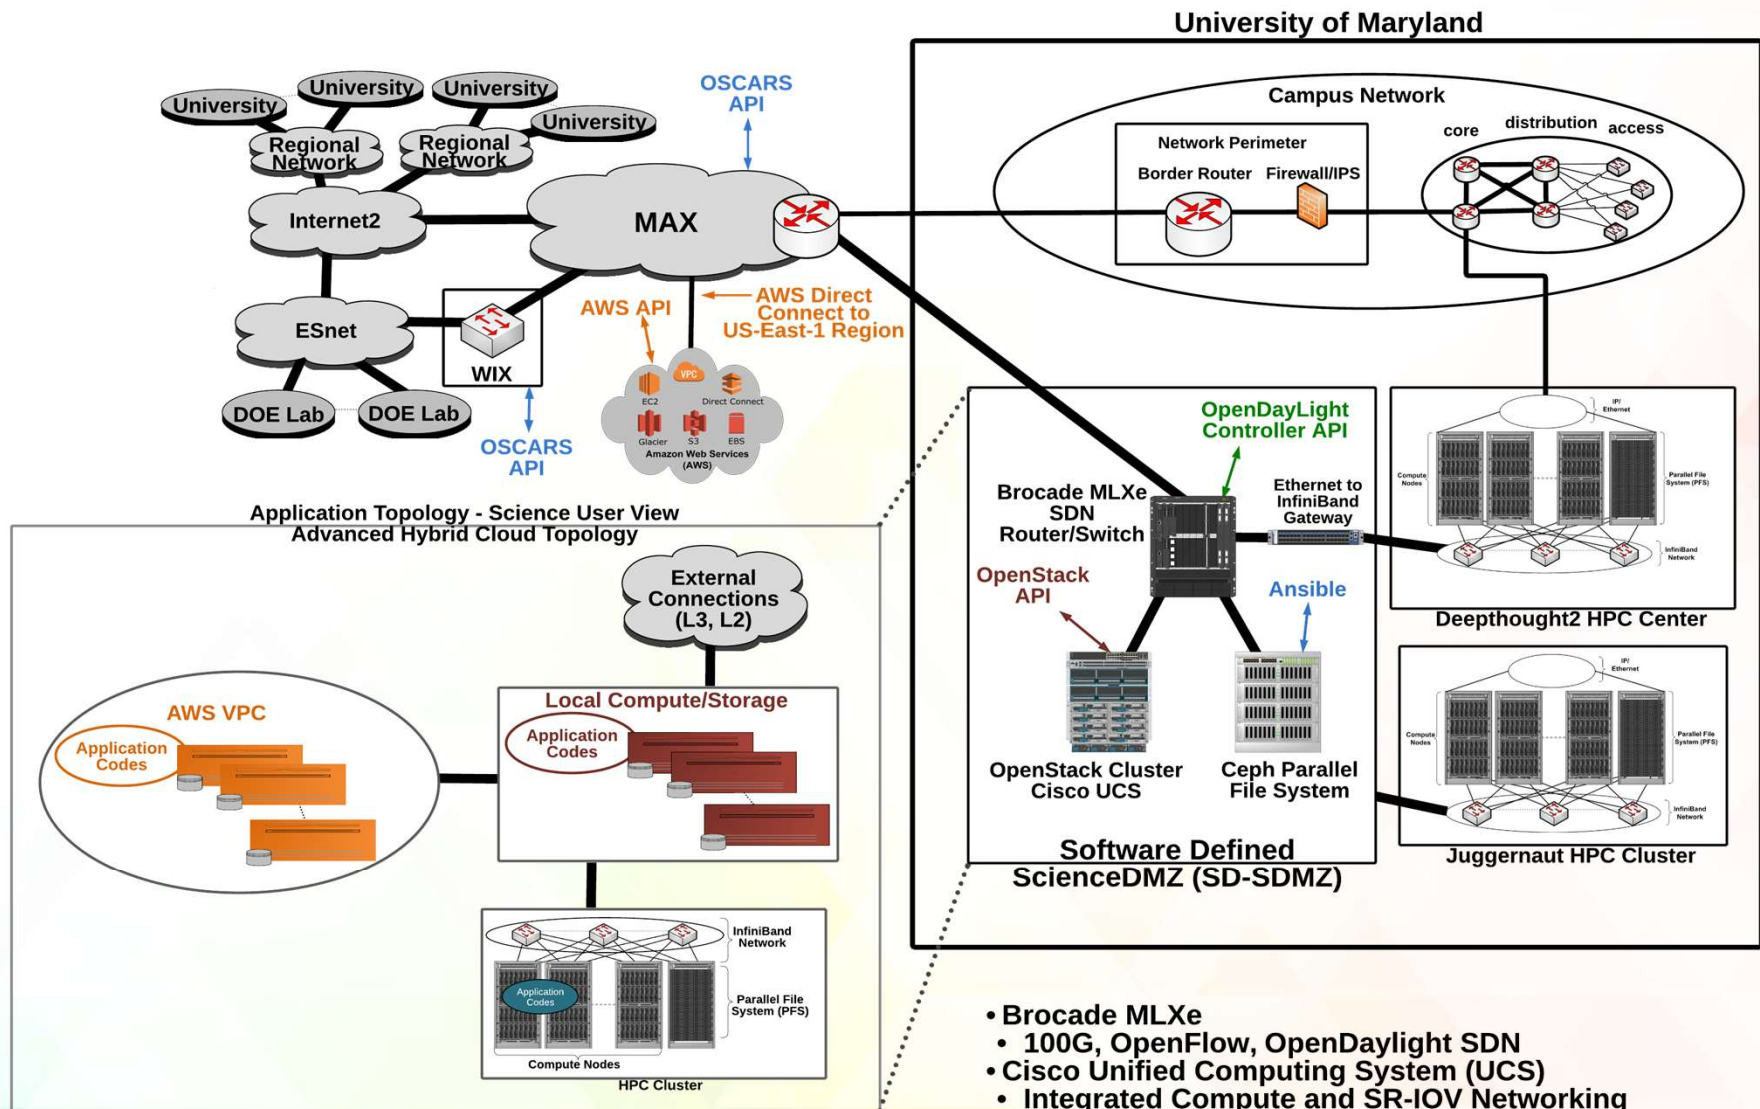 University of Maryland
Campus Network
core
distribution
access
Network Perimeter
Border Router
Firewall/IPS
University
University
University
University
Regional
Network
Regional
Network
OSCARS
API
Internet2
MAX
ESnet
WIX
DOE Lab
DOE Lab
OSCARS
API
AWS API
AWS Direct
Connect to
US-East-1 Region
VPC
EC2
Direct Connect
Glacier
S3
EBS
Amazon Web Services
(AWS)
OpenDayLight
Controller API
Brocade MLXe
SDN
Router/Switch
Ethernet to
InfiniBand
Gateway
OpenStack
API
Ansible
OpenStack Cluster
Cisco UCS
Ceph Parallel
File System
Software Defined
ScienceDMZ (SD-SDMZ)
IP/
Ethernet
Compute
Nodes
Parallel File
System (PFS)
InfiniBand
Network
Deepthought2 HPC Center
IP/
Ethernet
Compute
Nodes
Parallel File
System (PFS)
InfiniBand
Network
Juggernaut HPC Cluster
Application Topology - Science User View
Advanced Hybrid Cloud Topology
External
Connections
(L3, L2)
AWS VPC
Application
Codes
Local Compute/Storage
Application
Codes
InfiniBand
Network
Application
Codes
Parallel File
System (PFS)
Compute Nodes
HPC Cluster
• Brocade MLXe
• 100G, OpenFlow, OpenDaylight SDN
• Cisco Unified Computing System (UCS)
• Integrated Compute and SR-IOV Networking